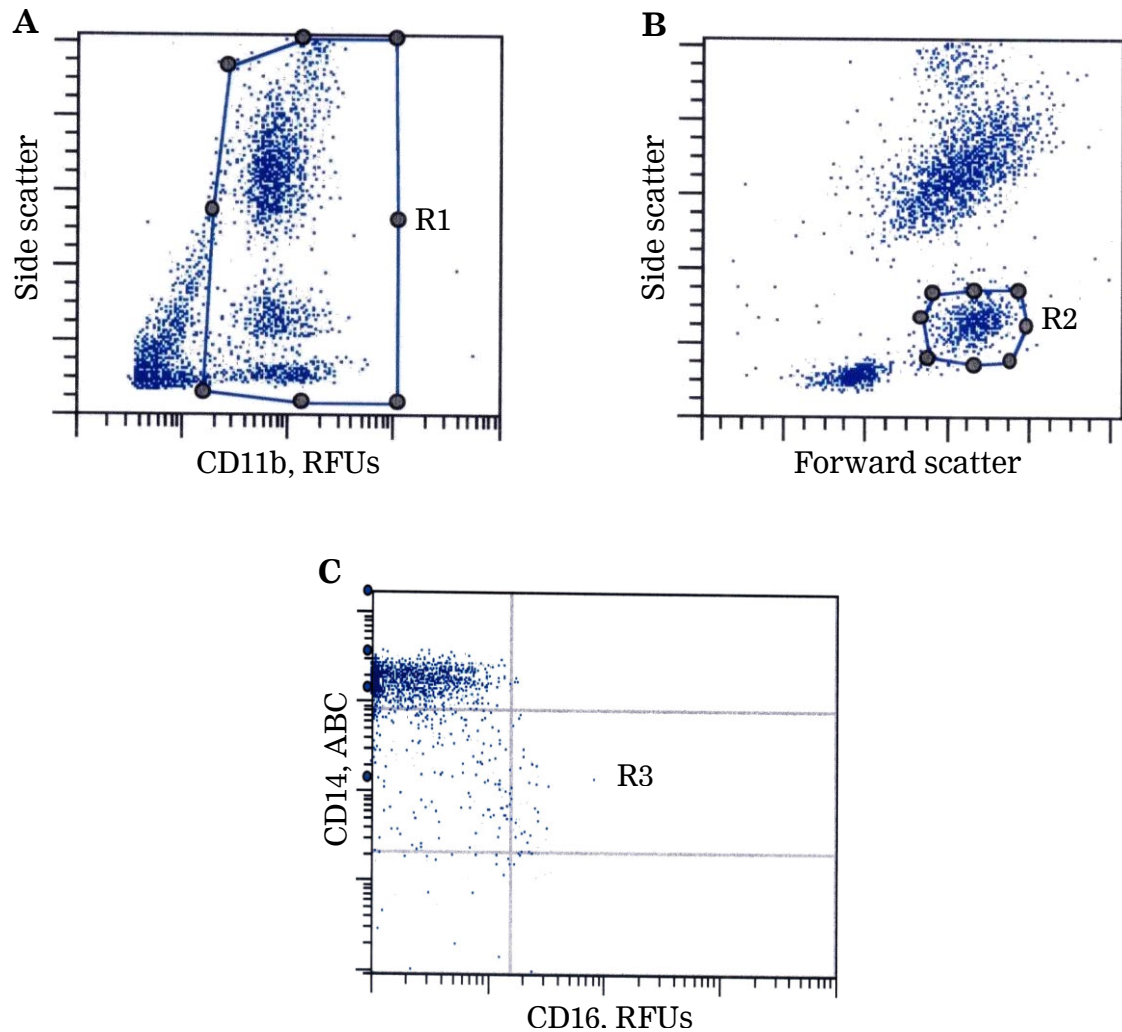 A
Side scatter
R1
CD11b, RFUs
B
Side scatter
R2
Forward scatter
C
CD14, ABC
R3
CD16, RFUs